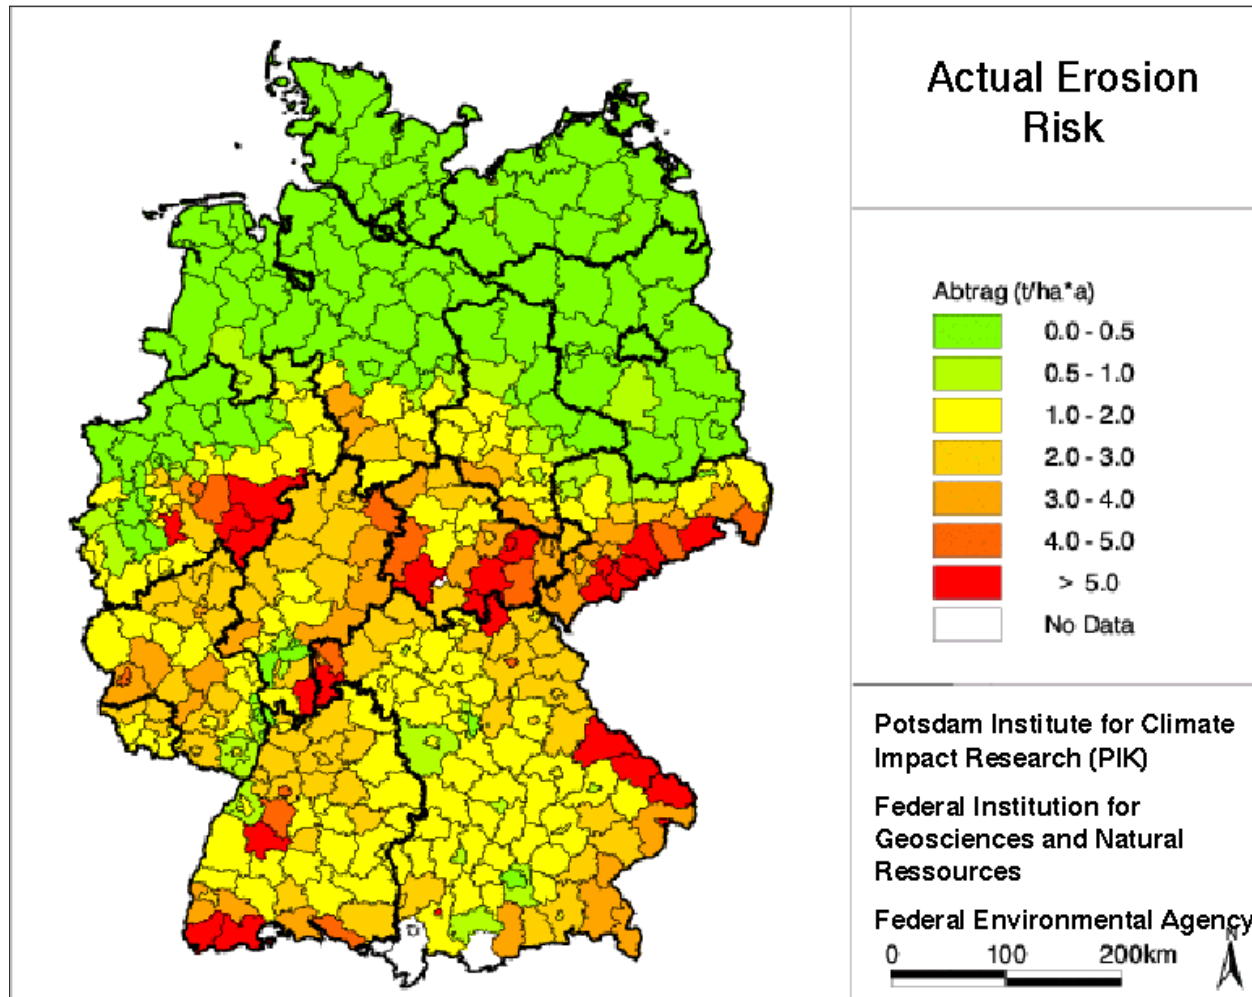 Actual Erosion
Risk
Abtrag (t/ha*a)
0.0 - 0.5
0.5 - 1.0
1.0 - 2.0
2.0 - 3.0
3.0 - 4.0
4.0 - 5.0
> 5.0
No Data
Potsdam Institute for Climate
Impact Research (PIK)
Federal Institution for
Geosciences and Natural
Ressources
Federal Environmental Agency
N
0 100 200km